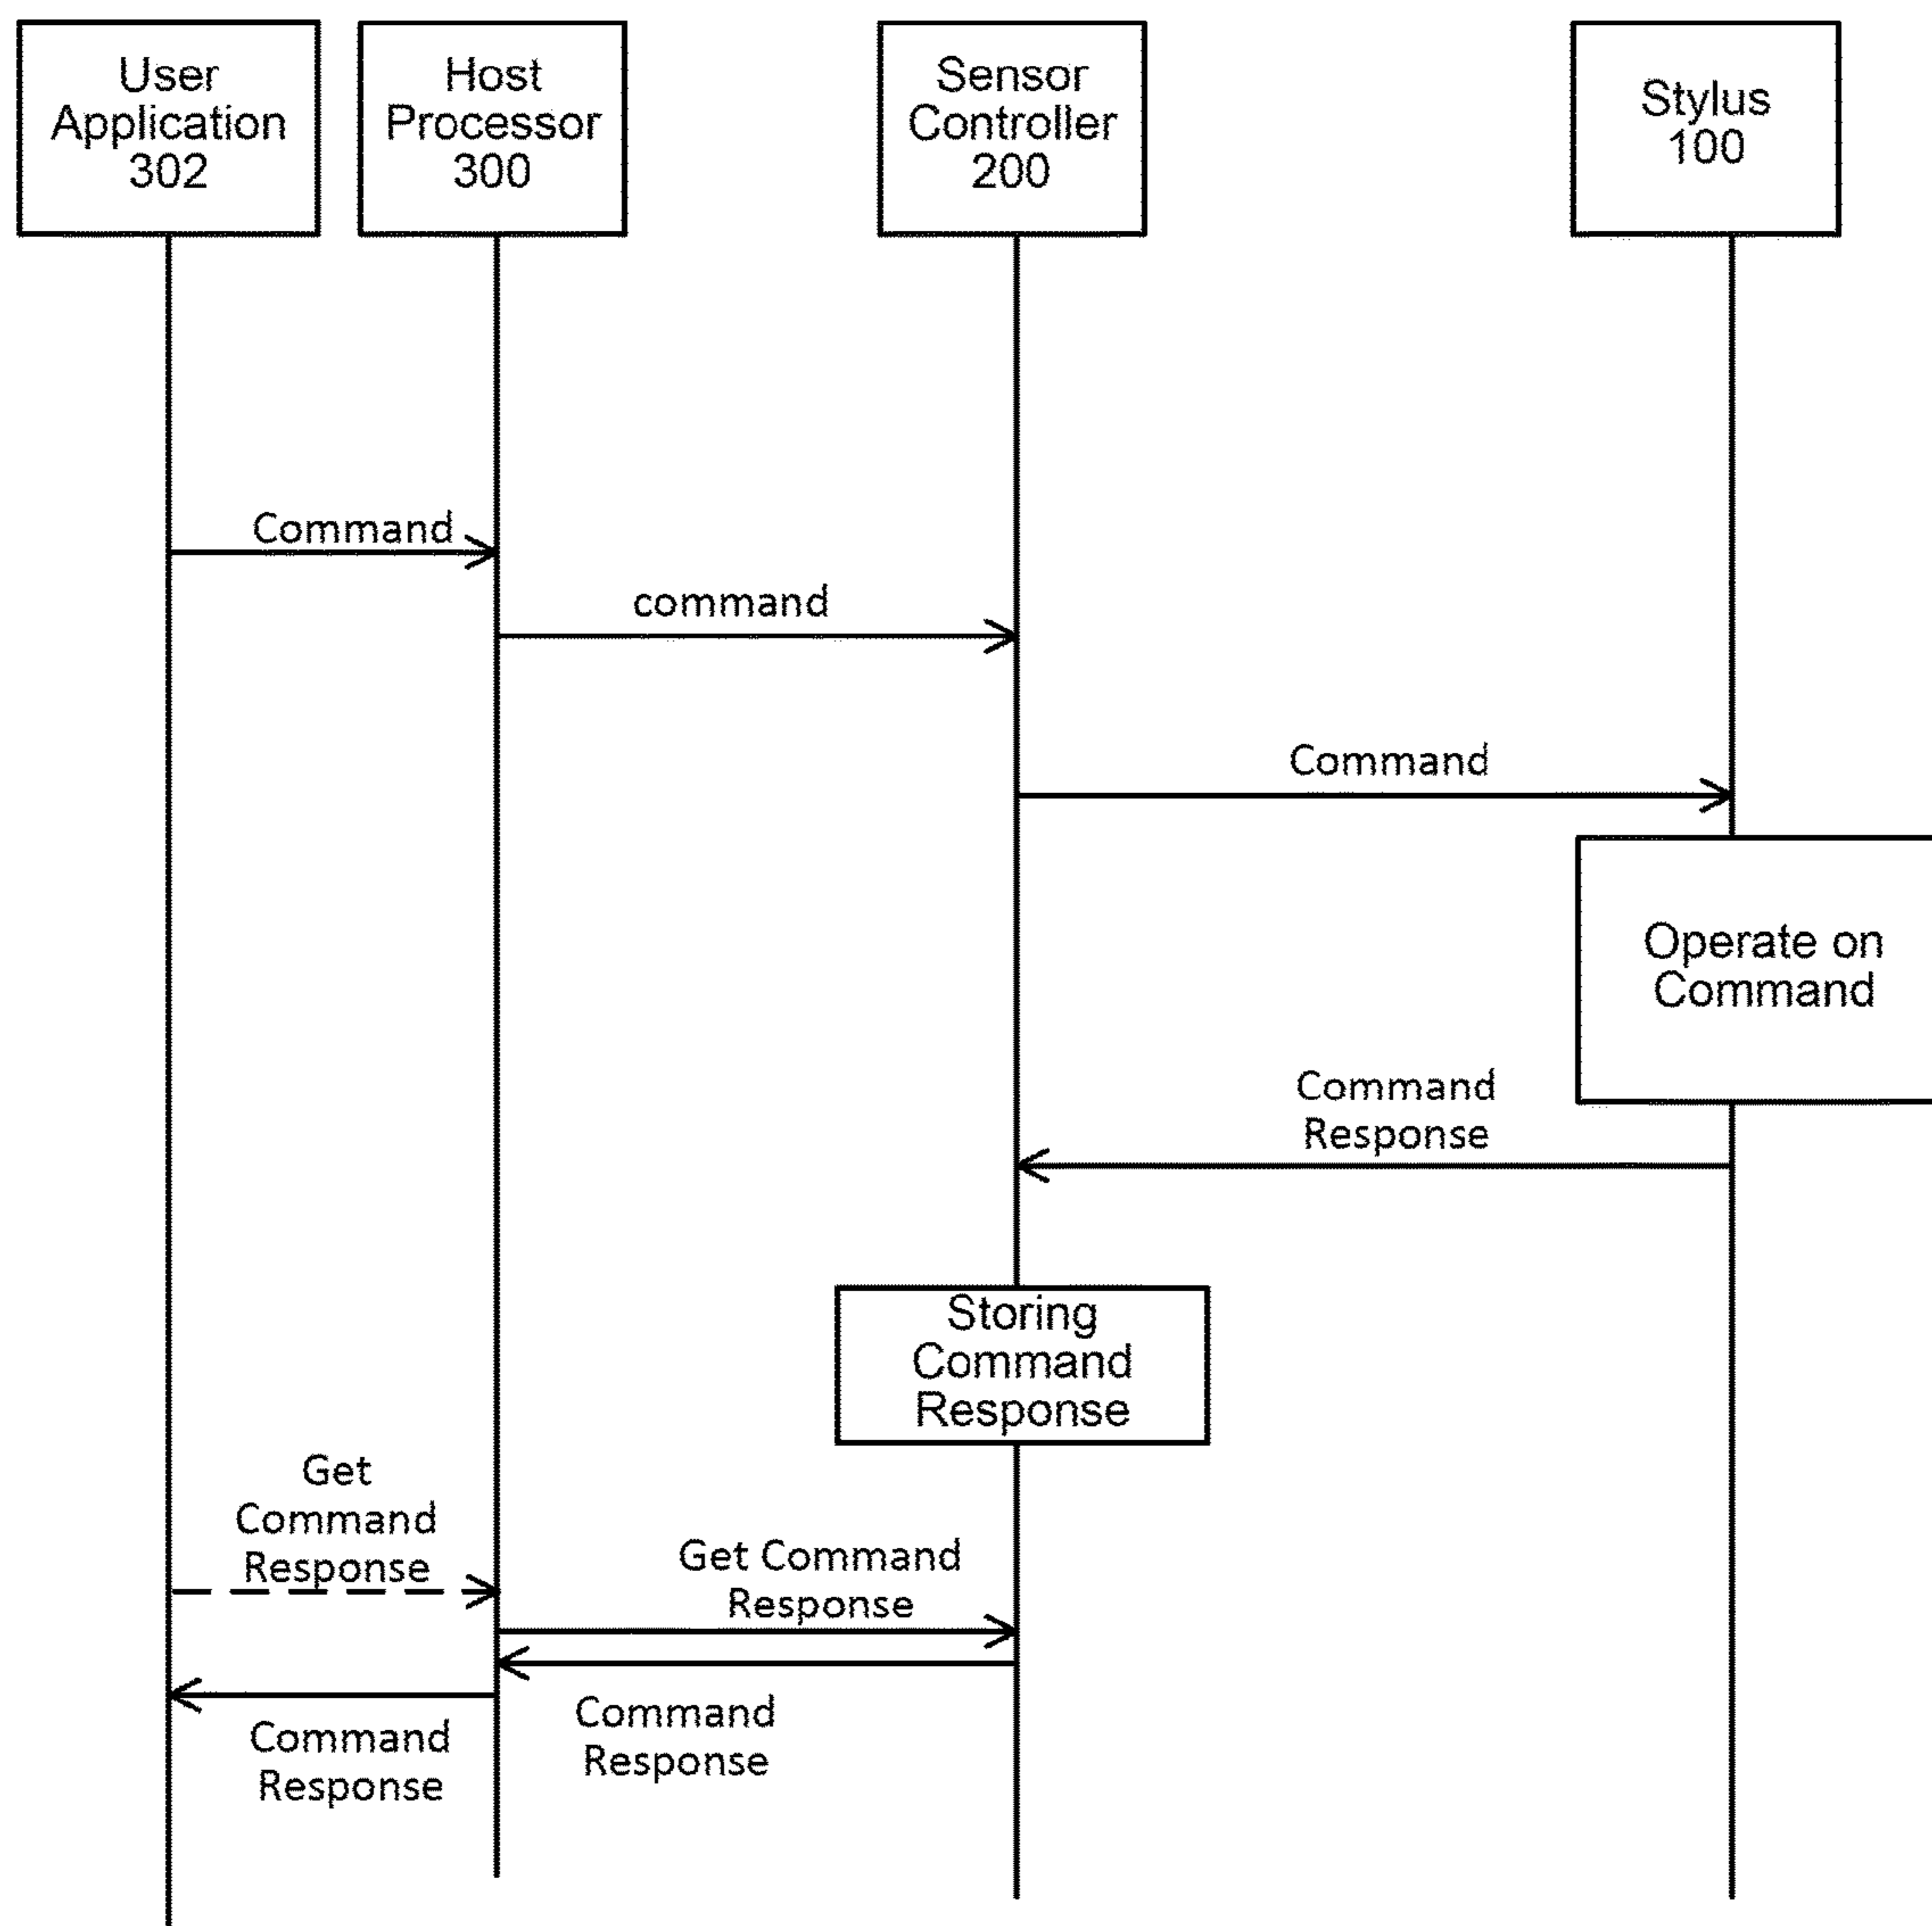 User
Application
302
Host
Processor
300
Sensor
Controller
200
Stylus
100
Command
command
Command
Operate on
Command
Command
Response
Storing
Command
Response
Get
Command
Response
Get Command
Response
Command
Response
Command
Response